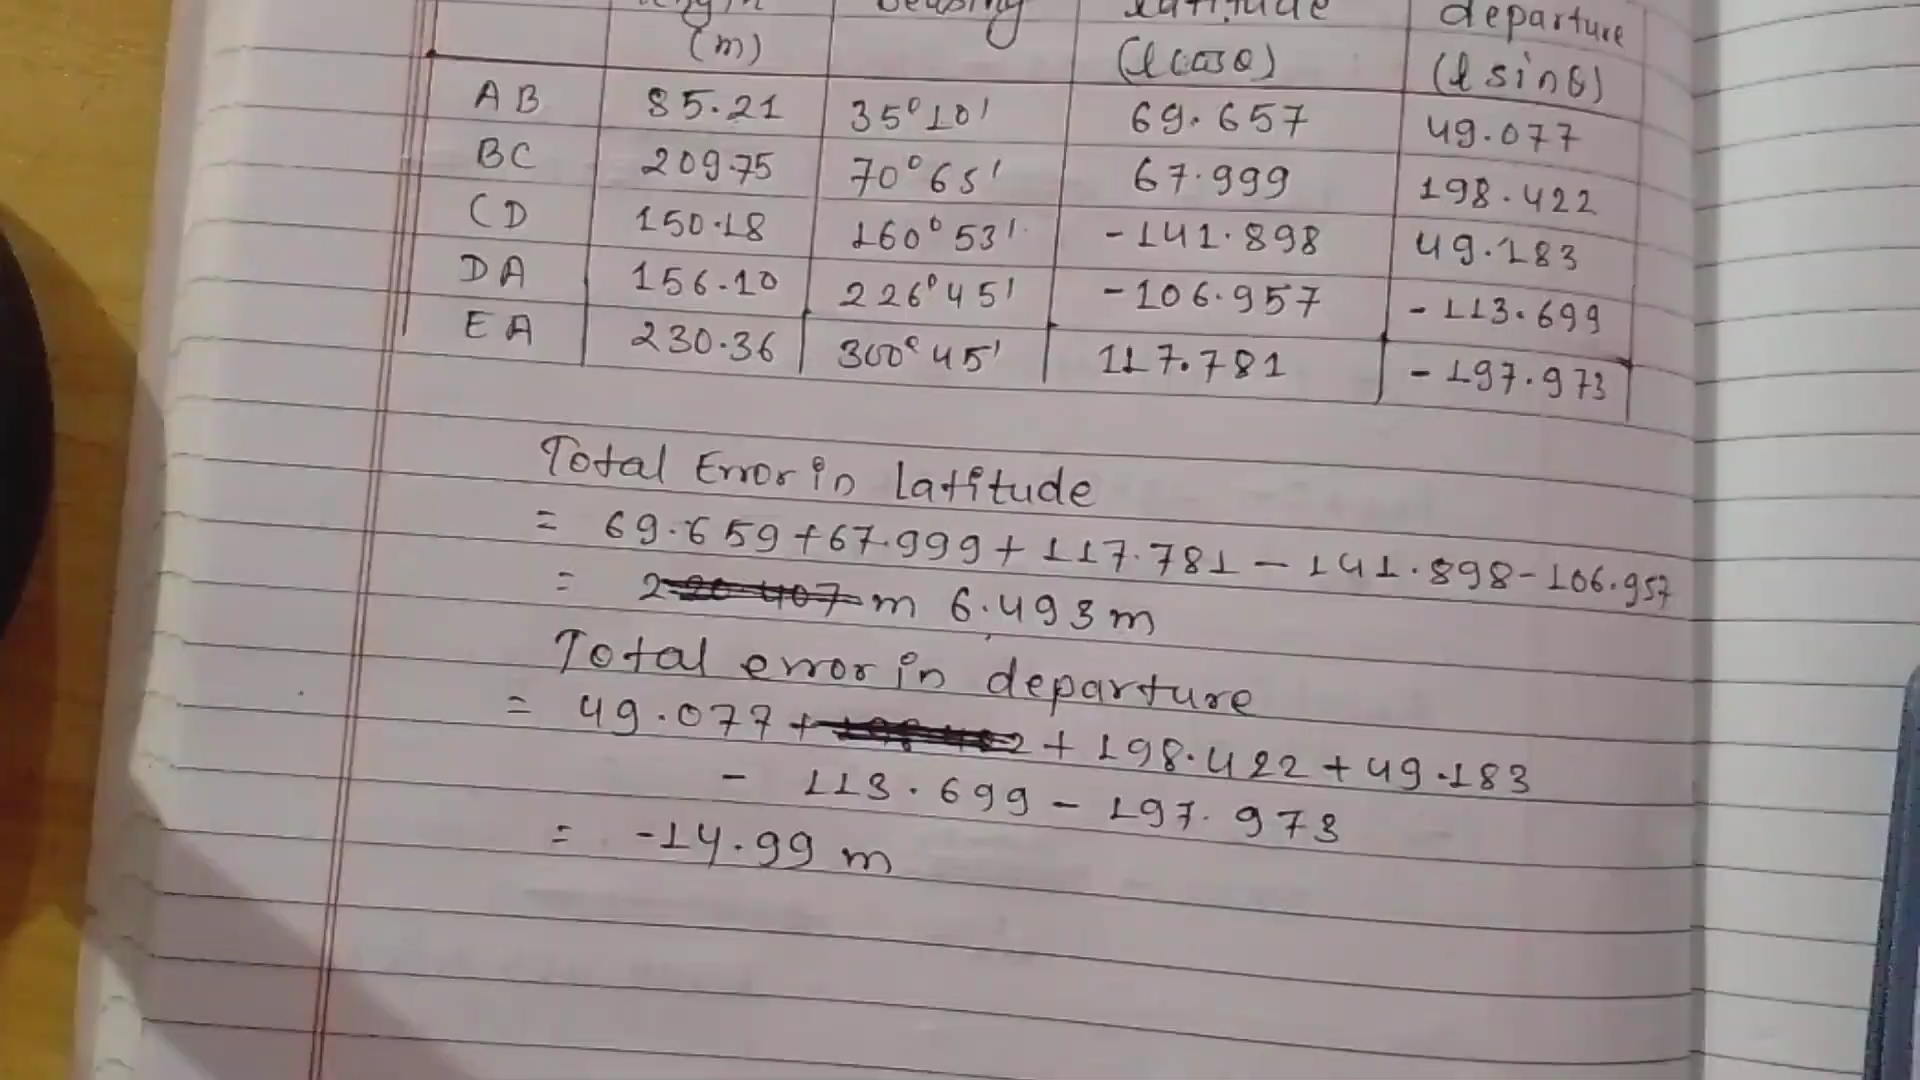 (m) (l cosθ) departure
(l sinθ)
AB 85.21 35°10' 69.657 49.077
BC 209.75 70°65' 67.999 198.422
CD 150.18 160°53' -141.898 49.183
DA 156.10 226°45' -106.957 -113.699
EA 230.36 300°45' 117.781 -197.973
Total Error in latitude
= 69.659+67.999+117.781-141.898-106.957
= m 6.493m
Total error in departure
= 49.077+ +198.422+49.183
- 113.699-197.973
= -14.99 m